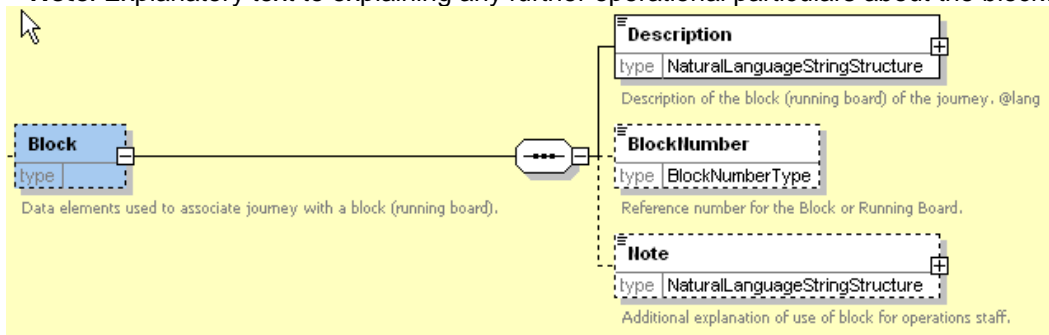 Note: Explanatory text to explaining any further operational particulars about the block.
Description
type NaturalLanguageStringStructure
Description of the block (running board) of the journey. @lang
Block
type
Data elements used to associate journey with a block (running board).
BlockNumber
type BlockNumberType
Reference number for the Block or Running Board.
Note
type NaturalLanguageStringStructure
Additional explanation of use of block for operations staff.